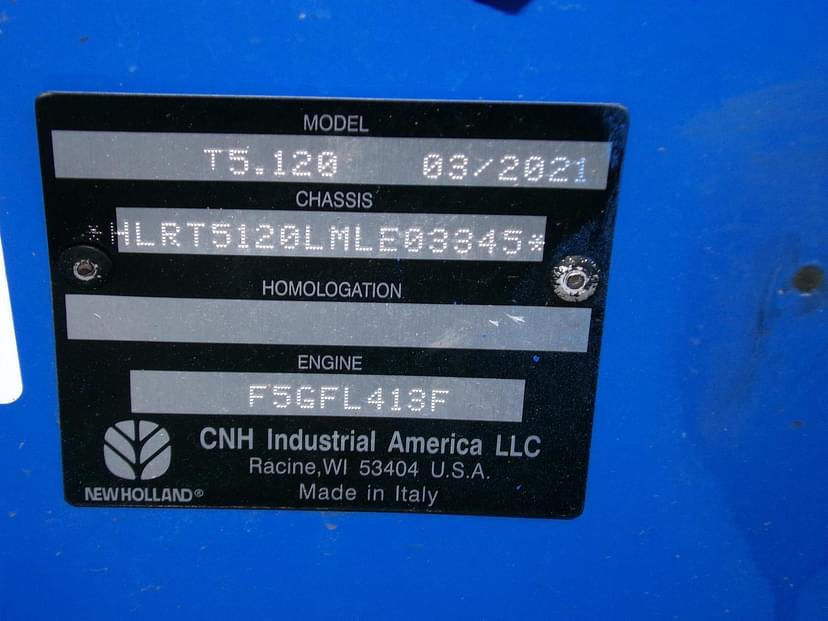 MODEL
T5.120 03/2021
CHASSIS
*HLRT5120LMLE03345*
HOMOLOGATION
ENGINE
F5GFL413F
CNH Industrial America LLC
Racine,WI 53404 U.S.A.
NEW HOLLAND®
Made in Italy